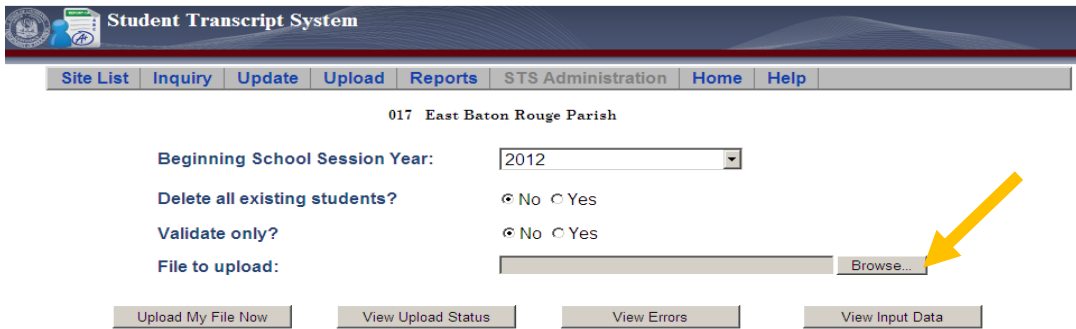 Student Transcript System
Site List Inquiry Update Upload Reports STS Administration Home Help
017 East Baton Rouge Parish
Beginning School Session Year: 2012
Delete all existing students? No Yes
Validate only? No Yes
File to upload: Browse...
Upload My File Now View Upload Status View Errors View Input Data